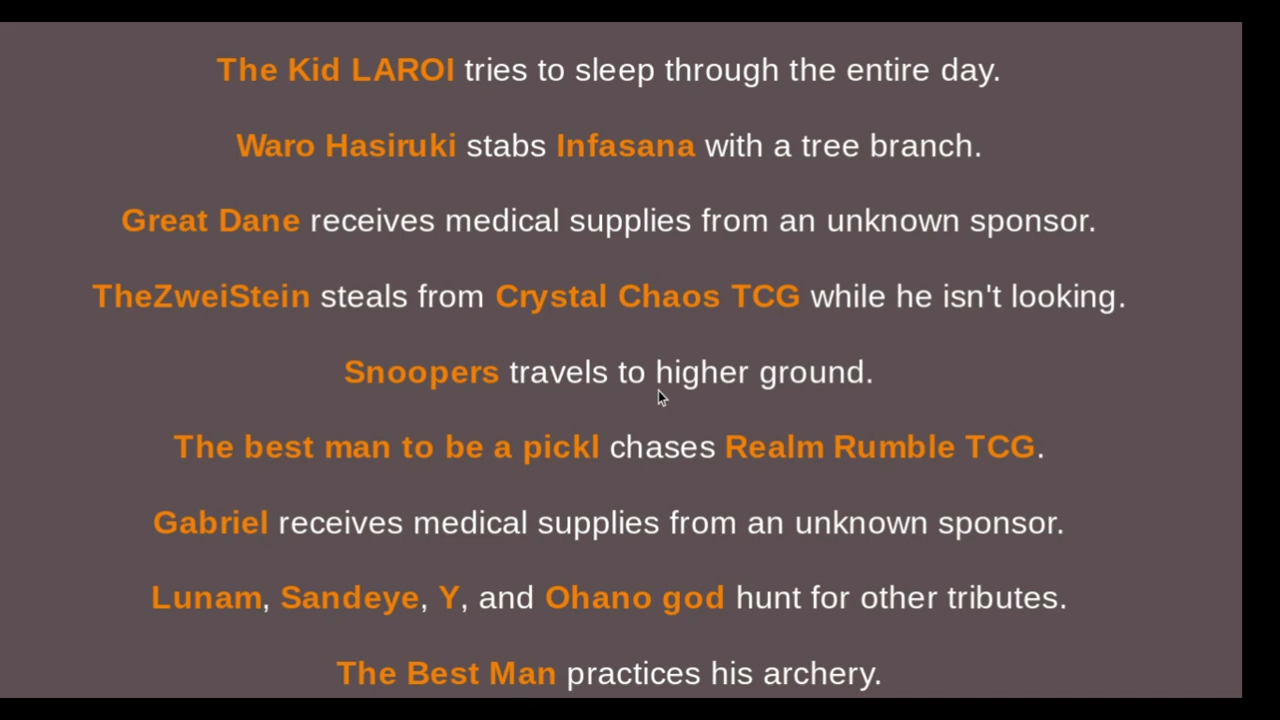 The Kid LAROI tries to sleep through the entire day.
Waro Hasiruki stabs Infasana with a tree branch.
Great Dane receives medical supplies from an unknown sponsor.
TheZweiStein steals from Crystal Chaos TCG while he isn't looking.
Snoopers travels to higher ground.
The best man to be a pickl chases Realm Rumble TCG.
Gabriel receives medical supplies from an unknown sponsor.
Lunam, Sandeye, Y, and Ohano god hunt for other tributes.
The Best Man practices his archery.